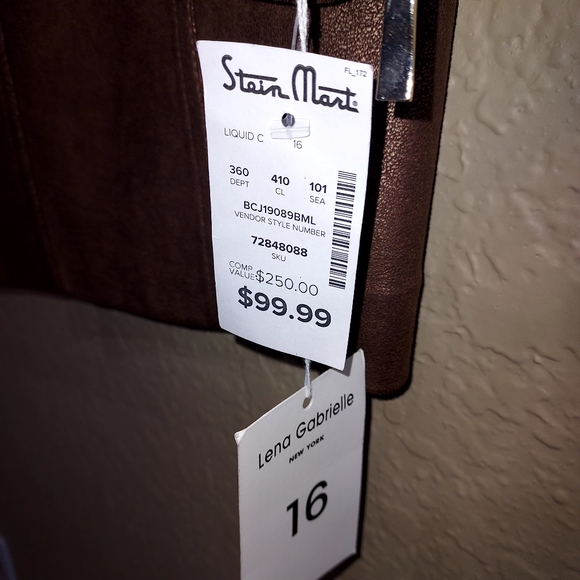 FL_172
Stein Mart
LIQUID C
16
360 410 101
DEPT CL SEA
BCJ19089BML
VENDOR STYLE NUMBER
72848088
SKU
COMP
VALUE $250.00
$99.99
Lena Gabrielle
NEW YORK
16